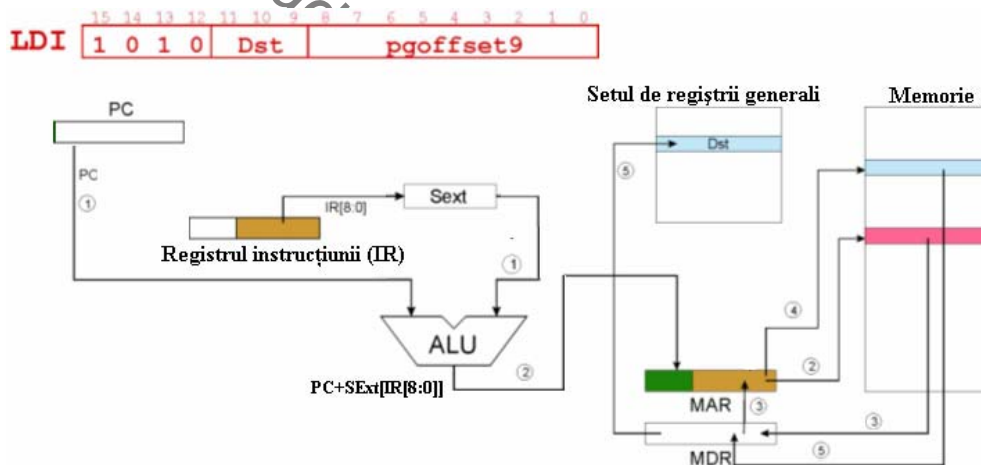 15 14 13 12 11 10 9 8 7 6 5 4 3 2 1 0
LDI 1 0 1 0 Dst pgoffset9
Setul de regiştrii generali
Memorie
PC
Dst
PC
1
5
Sext
IR[8:0]
Registrul instrucţiunii (IR)
1
4
ALU
2
2
PC+SExt[IR[8:0]]
MAR
3
3
MDR
5